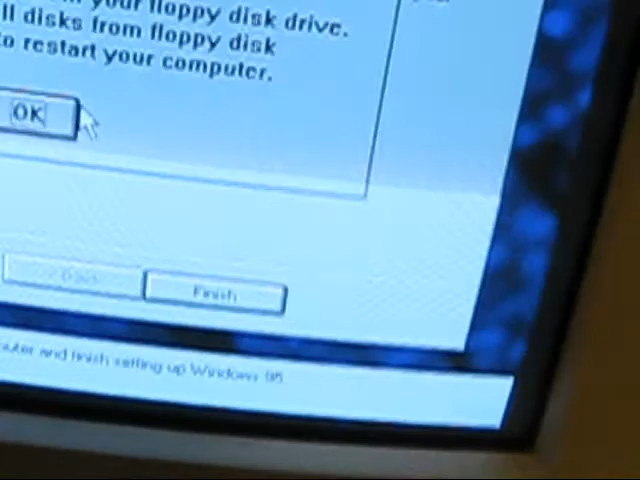 your floppy disk drive.
ll disks from floppy disk
o restart your computer.
OK
Back Finish
uter and finish setting up Windows 95.